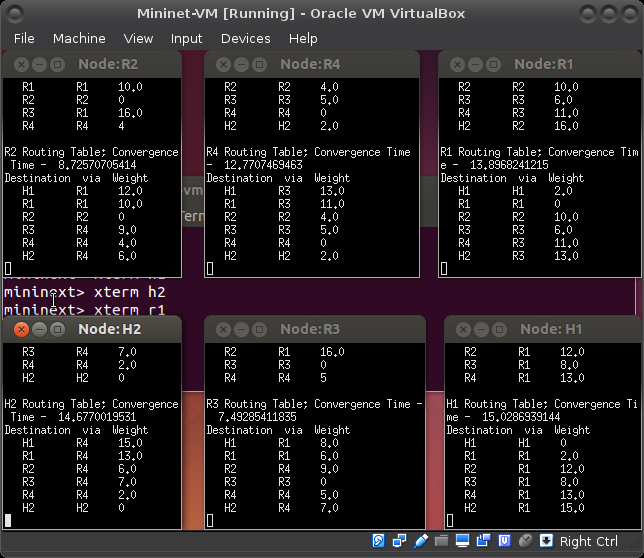 Mininet-VM [Running] - Oracle VM VirtualBox
File Machine View Input Devices Help
Node:R2
R1 R1 10.0
R2 R2 0
R3 R1 16.0
R4 R4 4
R2 Routing Table; Convergence
Time - 8.72570705414
Destination via Weight
H1 R1 12.0
R1 R1 10.0
R2 R2 0
R3 R4 9.0
R4 R4 4.0
H2 R4 6.0
Node:R4
R2 R2 4.0
R3 R3 5.0
R4 R4 0
H2 H2 2.0
R4 Routing Table; Convergence Time
- 12.7707469463
Destination via Weight
H1 R3 13.0
R1 R3 11.0
R2 R2 4.0
R3 R3 5.0
R4 R4 0
H2 H2 2.0
Node:R1
R2 R2 10.0
R3 R3 6.0
R4 R3 11.0
H2 R2 16.0
R1 Routing Table; Convergence Tim
e - 13.8968241215
Destination via Weight
H1 H1 2.0
R1 R1 0
R2 R2 10.0
R3 R3 6.0
R4 R3 11.0
H2 R3 13.0
mininext> xterm h2
mininext> xterm r1
Node:H2
R3 R4 7.0
R4 R4 2.0
H2 H2 0
H2 Routing Table; Convergence
Time - 14.6770019531
Destination via Weight
H1 R4 15.0
R1 R4 13.0
R2 R4 6.0
R3 R4 7.0
R4 R4 2.0
H2 H2 0
Node:R3
R2 R1 16.0
R3 R3 0
R4 R4 5
R3 Routing Table; Convergence Time -
7.49285411835
Destination via Weight
H1 R1 8.0
R1 R1 6.0
R2 R4 9.0
R3 R3 0
R4 R4 5.0
H2 R4 7.0
Node:H1
R2 R1 12.0
R3 R1 8.0
R4 R1 13.0
H1 Routing Table; Convergence Ti
me - 15.0286939144
Destination via Weight
H1 H1 0
R1 R1 2.0
R2 R1 12.0
R3 R1 8.0
R4 R1 13.0
H2 R1 15.0
Right Ctrl